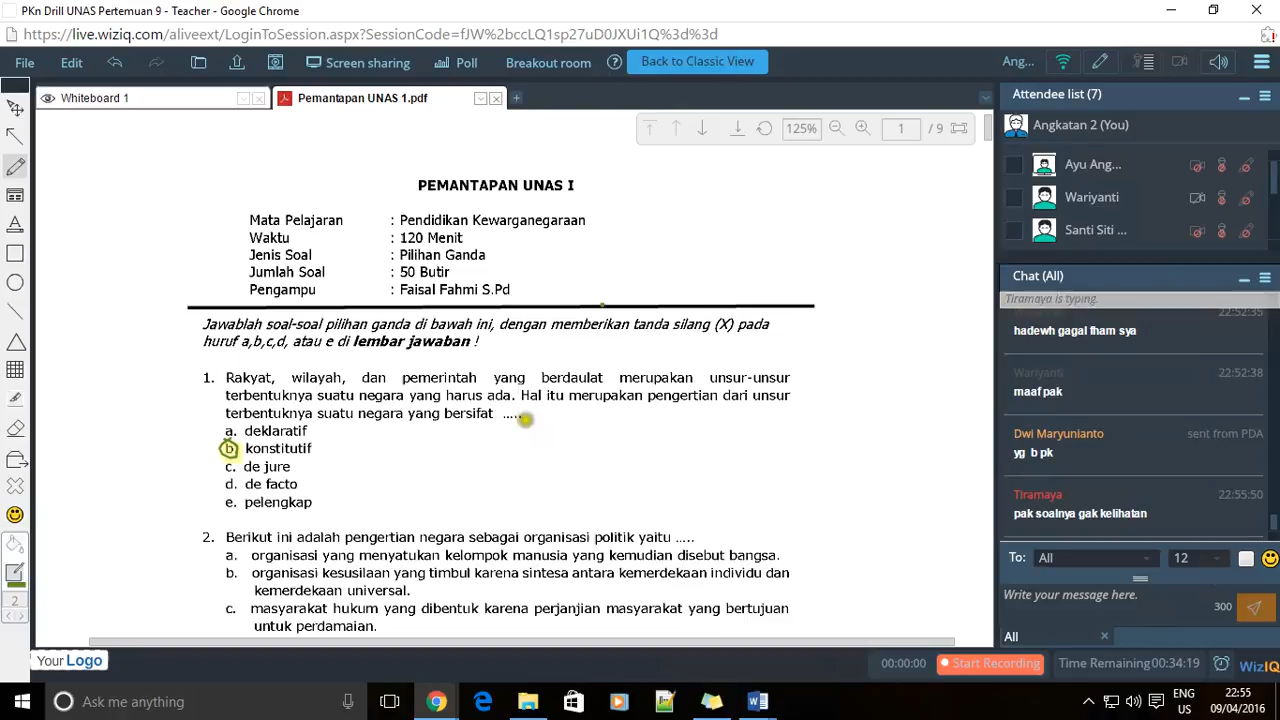 PKn Drill UNAS Pertemuan 9 - Teacher - Google Chrome
https://live.wiziq.com/aliveext/LoginToSession.aspx?SessionCode=fJW%2bccLQ1sp27uD0JXUi1Q%3d%3d
File Edit Screen sharing Poll Breakout room ? Back to Classic View Ang...
Whiteboard 1
Pemantapan UNAS 1.pdf
125% 1 / 9
PEMANTAPAN UNAS I
Mata Pelajaran : Pendidikan Kewarganegaraan
Waktu : 120 Menit
Jenis Soal : Pilihan Ganda
Jumlah Soal : 50 Butir
Pengampu : Faisal Fahmi S.Pd
Jawablah soal-soal pilihan ganda di bawah ini, dengan memberikan tanda silang (X) pada
huruf a,b,c,d, atau e di lembar jawaban !
1. Rakyat, wilayah, dan pemerintah yang berdaulat merupakan unsur-unsur
terbentuknya suatu negara yang harus ada. Hal itu merupakan pengertian dari unsur
terbentuknya suatu negara yang bersifat .....
a. deklaratif
b konstitutif
c. de jure
d. de facto
e. pelengkap
2. Berikut ini adalah pengertian negara sebagai organisasi politik yaitu .....
a. organisasi yang menyatukan kelompok manusia yang kemudian disebut bangsa.
b. organisasi kesusilaan yang timbul karena sintesa antara kemerdekaan individu dan
kemerdekaan universal.
c. masyarakat hukum yang dibentuk karena perjanjian masyarakat yang bertujuan
untuk perdamaian.
Attendee list (7)
Angkatan 2 (You)
Ayu Ang...
Wariyanti
Santi Siti ...
Chat (All)
Tiramaya is typing.
22:52:35
hadewh gagal fham sya
Wariyanti 22:52:38
maaf pak
Dwi Maryunianto sent from PDA
yg b pk
Tiramaya 22:55:50
pak soalnya gak kelihatan
To: All 12
Write your message here.
300
All
2
Your Logo
00:00:00 Start Recording Time Remaining 00:34:19 WizIQ
Ask me anything
ENG
US
22:55
09/04/2016